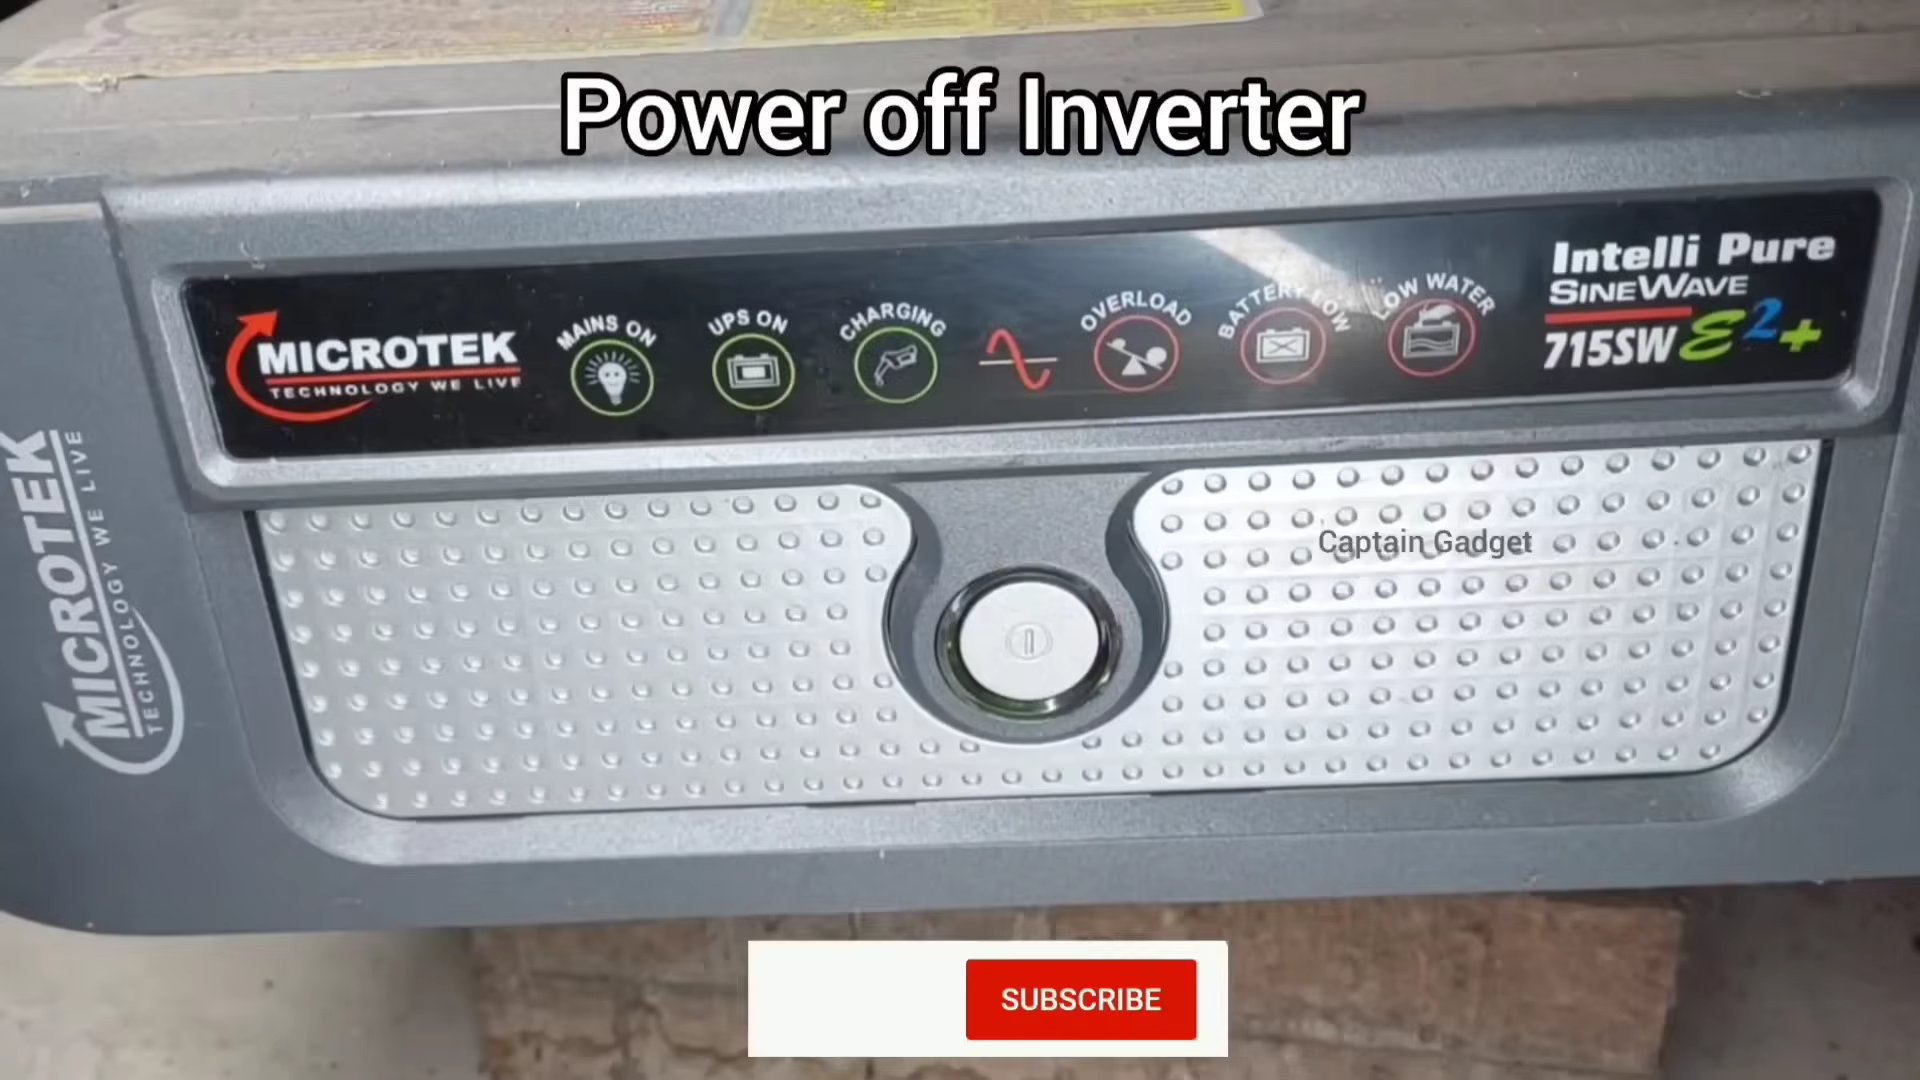 Power off Inverter
MICROTEK
TECHNOLOGY WE LIVE
MAINS ON
UPS ON
CHARGING
OVERLOAD
BATTERY LOW
LOW WATER
Intelli Pure
SINEWAVE
715SW E2+
MICROTEK
TECHNOLOGY WE LIVE
Captain Gadget
SUBSCRIBE